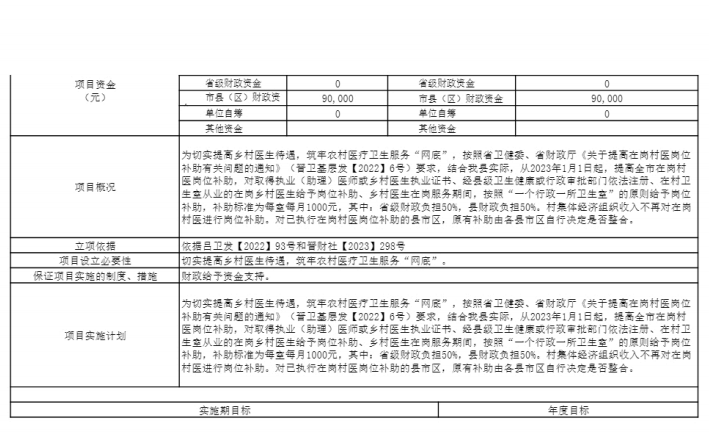 项目资金 省级财政资金 0 省级财政资金 0
（元） 市县（区）财政资 90,000 市县（区）财政资金 90,000
单位自筹 0 单位自筹 0
其他资金 其他资金
项目概况
为切实提高乡村医生待遇，筑牢农村医疗卫生服务“网底”，按照省卫健委、省财政厅《关于提高在岗村医岗位
补助有关问题的通知》（晋卫基层发【2022】6号）要求，结合我县实际，从2023年1月1日起，提高全市在岗村
医岗位补助，对取得执业（助理）医师或乡村医生执业证书、经县级卫生健康或行政审批部门依法注册、在村卫
生室从业的在岗乡村医生给予岗位补助、乡村医生在岗服务期间，按照“一个行政一所卫生室”的原则给予岗位
补助，补助标准为每室每月1000元，其中：省级财政负担50%，县财政负担50%。村集体经济组织收入不再对在岗
村医进行岗位补助。对已执行在岗村医岗位补助的县市区，原有补助由各县市区自行决定是否整合。
立项依据 依据吕卫发【2022】93号和晋财社【2023】298号
项目设立必要性 切实提高乡村医生待遇，筑牢农村医疗卫生服务“网底”。
保证项目实施的制度、措施 财政给予资金支持。
项目实施计划
为切实提高乡村医生待遇，筑牢农村医疗卫生服务“网底”，按照省卫健委、省财政厅《关于提高在岗村医岗位
补助有关问题的通知》（晋卫基层发【2022】6号）要求，结合我县实际，从2023年1月1日起，提高全市在岗村
医岗位补助，对取得执业（助理）医师或乡村医生执业证书、经县级卫生健康或行政审批部门依法注册、在村卫
生室从业的在岗乡村医生给予岗位补助、乡村医生在岗服务期间，按照“一个行政一所卫生室”的原则给予岗位
补助，补助标准为每室每月1000元，其中：省级财政负担50%，县财政负担50%。村集体经济组织收入不再对在岗
村医进行岗位补助。对已执行在岗村医岗位补助的县市区，原有补助由各县市区自行决定是否整合。
实施期目标 年度目标